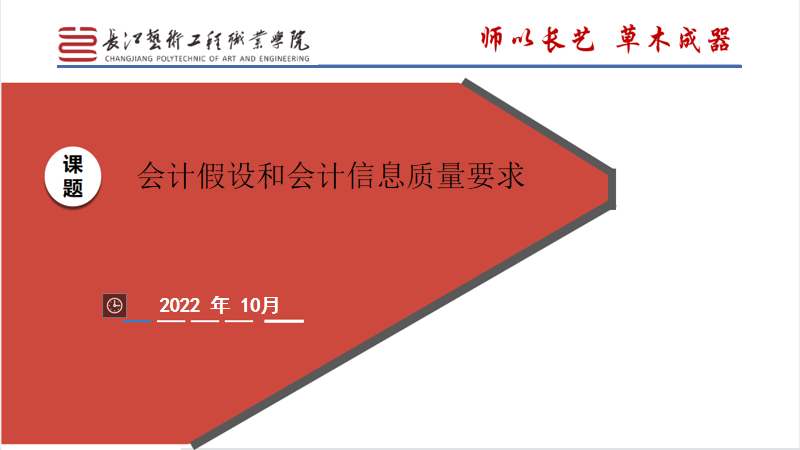 长江艺术工程职业学院
CHANGJIANG POLYTECHNIC OF ART AND ENGINEERING
师以长艺 草木成器
课题
会计假设和会计信息质量要求
2022 年 10月